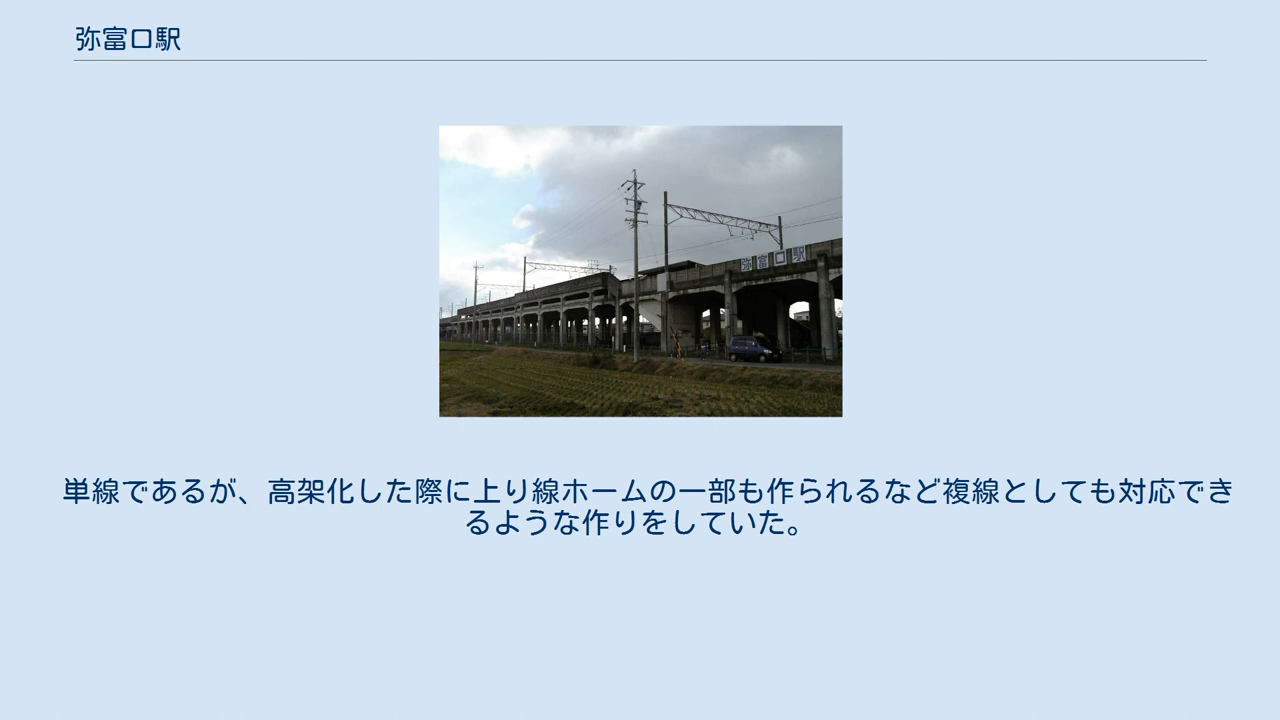 弥富口駅
弥富口駅
単線であるが、高架化した際に上り線ホームの一部も作られるなど複線としても対応でき
るような作りをしていた。